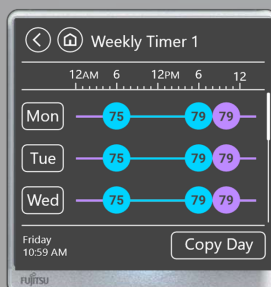 Weekly Timer 1
12AM 6 12PM 6 12
Mon 75 79 79
Tue 75 79 79
Wed 75 79 79
Friday
10:59 AM
Copy Day
FUJITSU